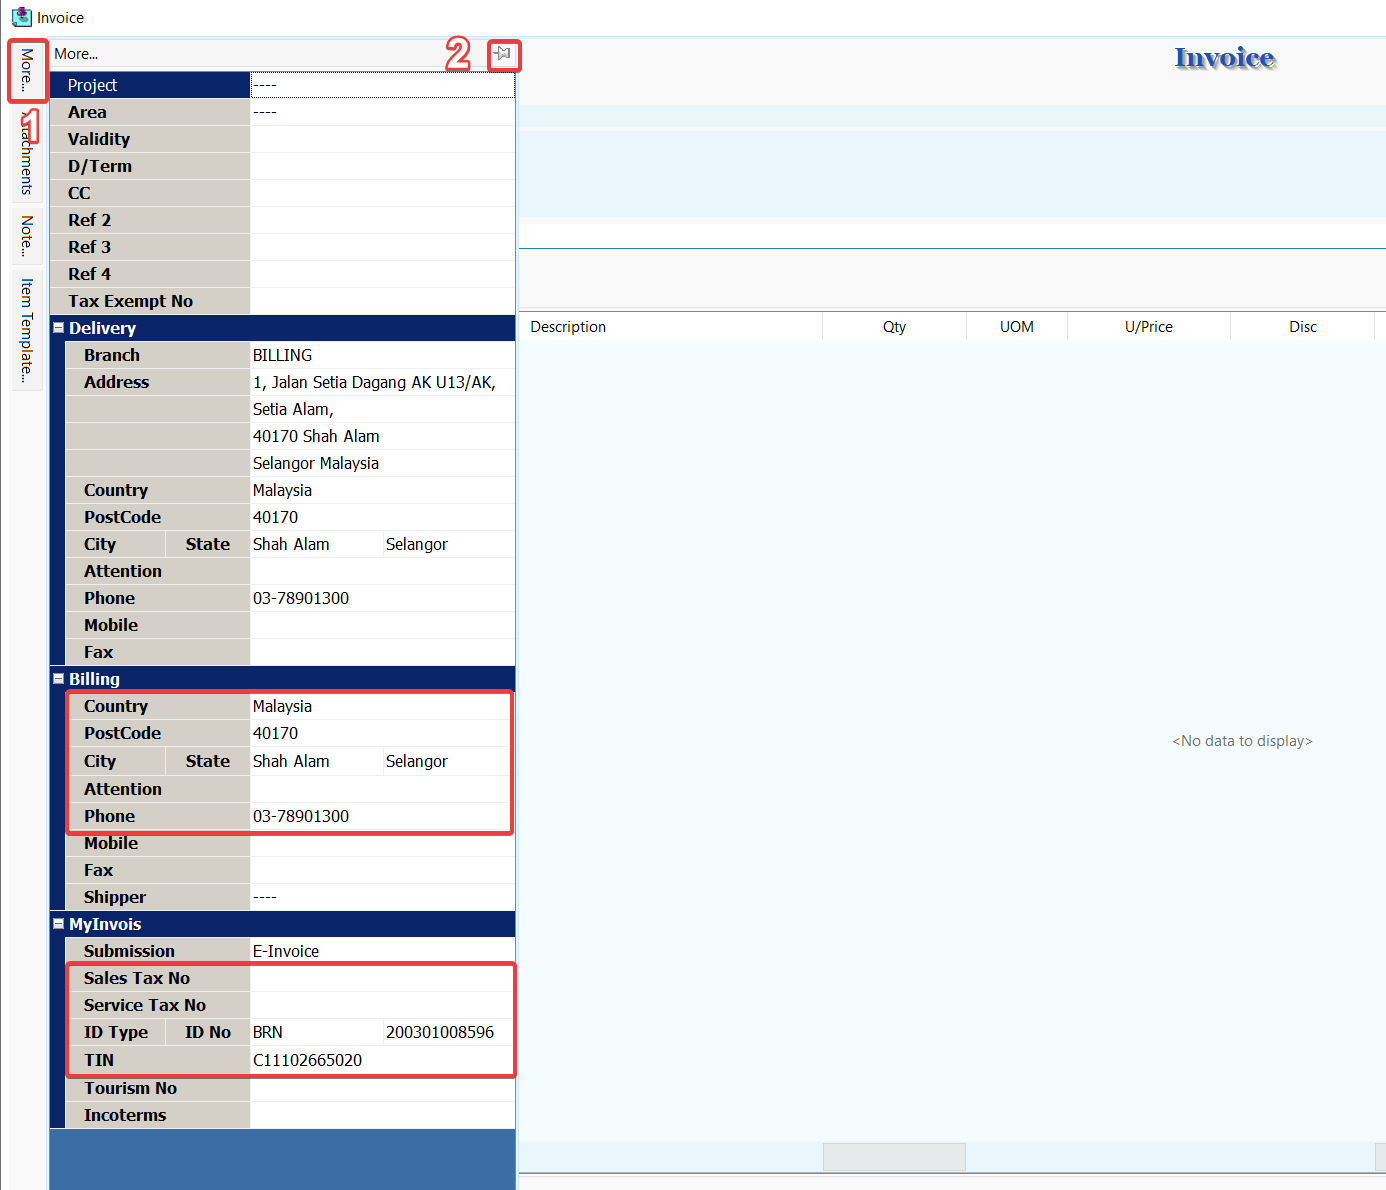 Invoice
More...
1
Attachments
Note...
Item Template...
More...
2
Invoice
Project ----
Area ----
Validity
D/Term
CC
Ref 2
Ref 3
Ref 4
Tax Exempt No
Delivery
Branch BILLING
Address 1, Jalan Setia Dagang AK U13/AK,
Setia Alam,
40170 Shah Alam
Selangor Malaysia
Country Malaysia
PostCode 40170
City State Shah Alam Selangor
Attention
Phone 03-78901300
Mobile
Fax
Billing
Country Malaysia
PostCode 40170
City State Shah Alam Selangor
Attention
Phone 03-78901300
Mobile
Fax
Shipper ----
MyInvois
Submission E-Invoice
Sales Tax No
Service Tax No
ID Type ID No BRN 200301008596
TIN C11102665020
Tourism No
Incoterms
Description Qty UOM U/Price Disc
<No data to display>